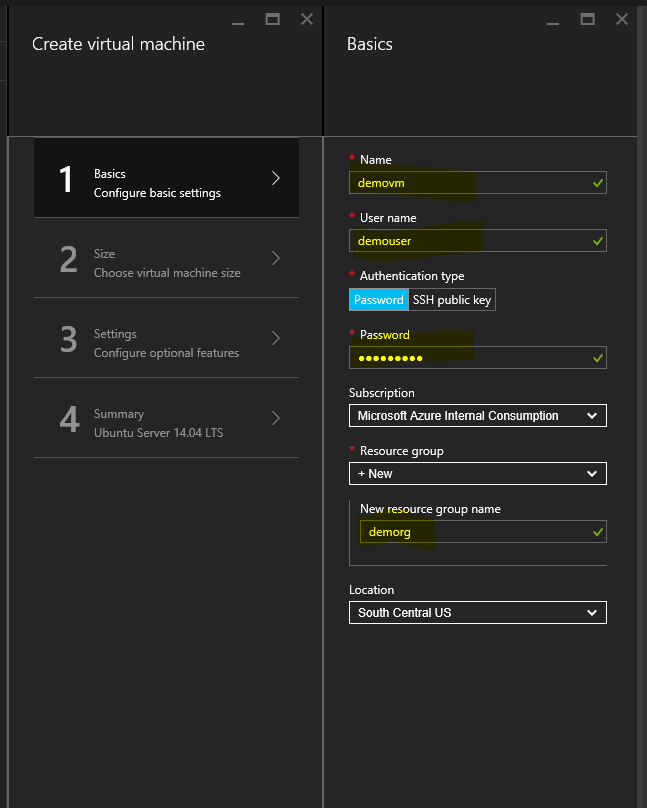 Create virtual machine
1
Basics
Configure basic settings
2
Size
Choose virtual machine size
3
Settings
Configure optional features
4
Summary
Ubuntu Server 14.04 LTS
Basics
* Name
demovm
* User name
demouser
* Authentication type
Password SSH public key
* Password
●●●●●●●●●
Subscription
Microsoft Azure Internal Consumption
* Resource group
+ New
New resource group name
demorg
Location
South Central US